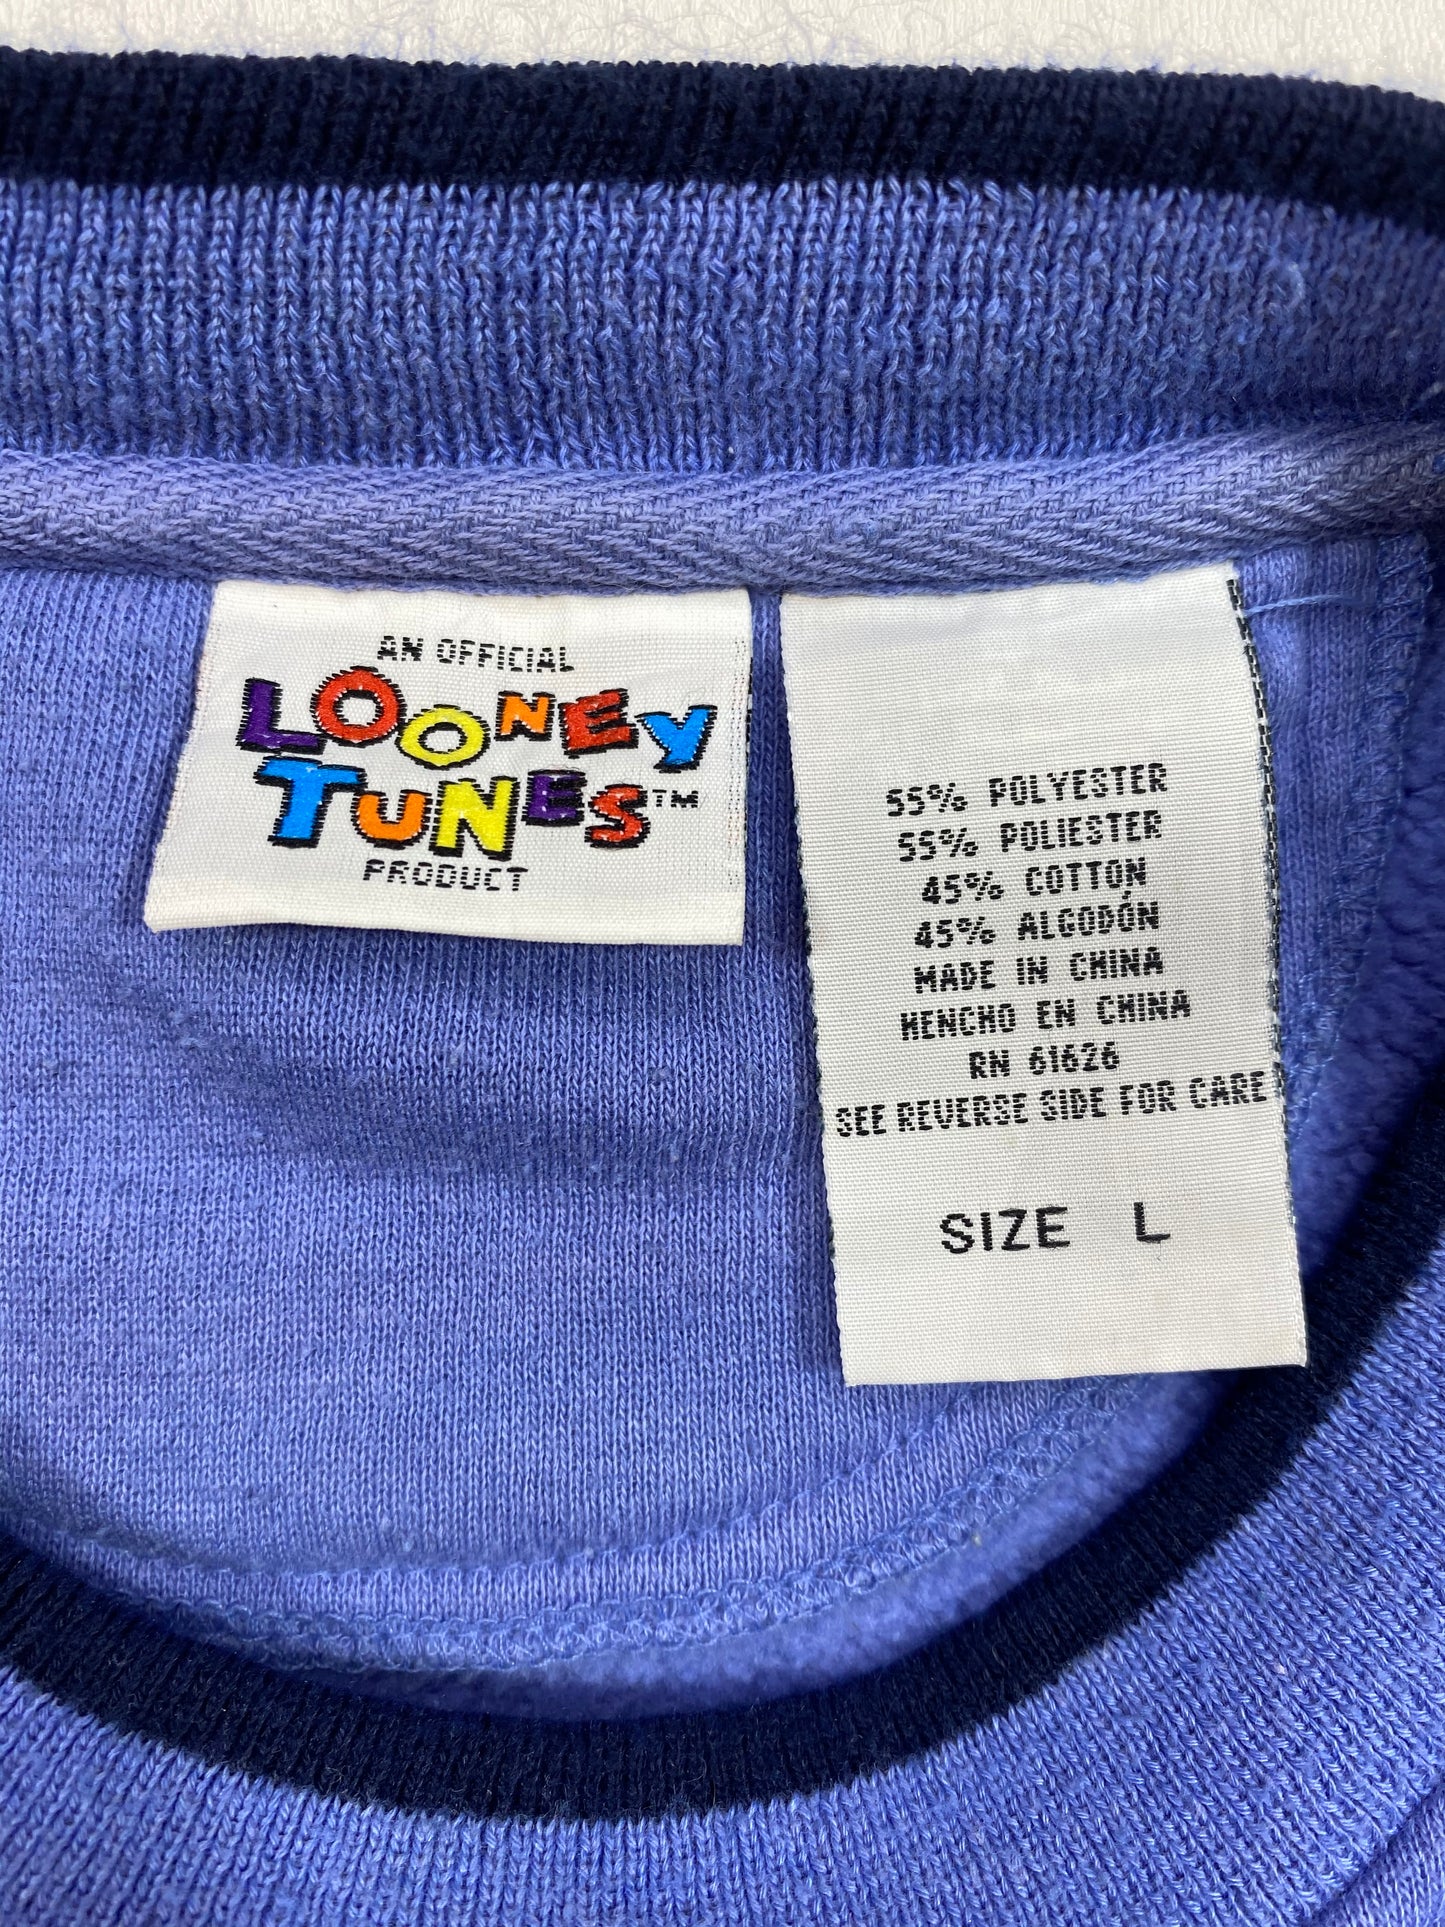 AN OFFICIAL
LOONEY
TUNES™
PRODUCT
55% POLYESTER
55% POLIESTER
45% COTTON
45% ALGODÓN
MADE IN CHINA
HENCHO EN CHINA
RN 61626
SEE REVERSE SIDE FOR CARE
SIZE L